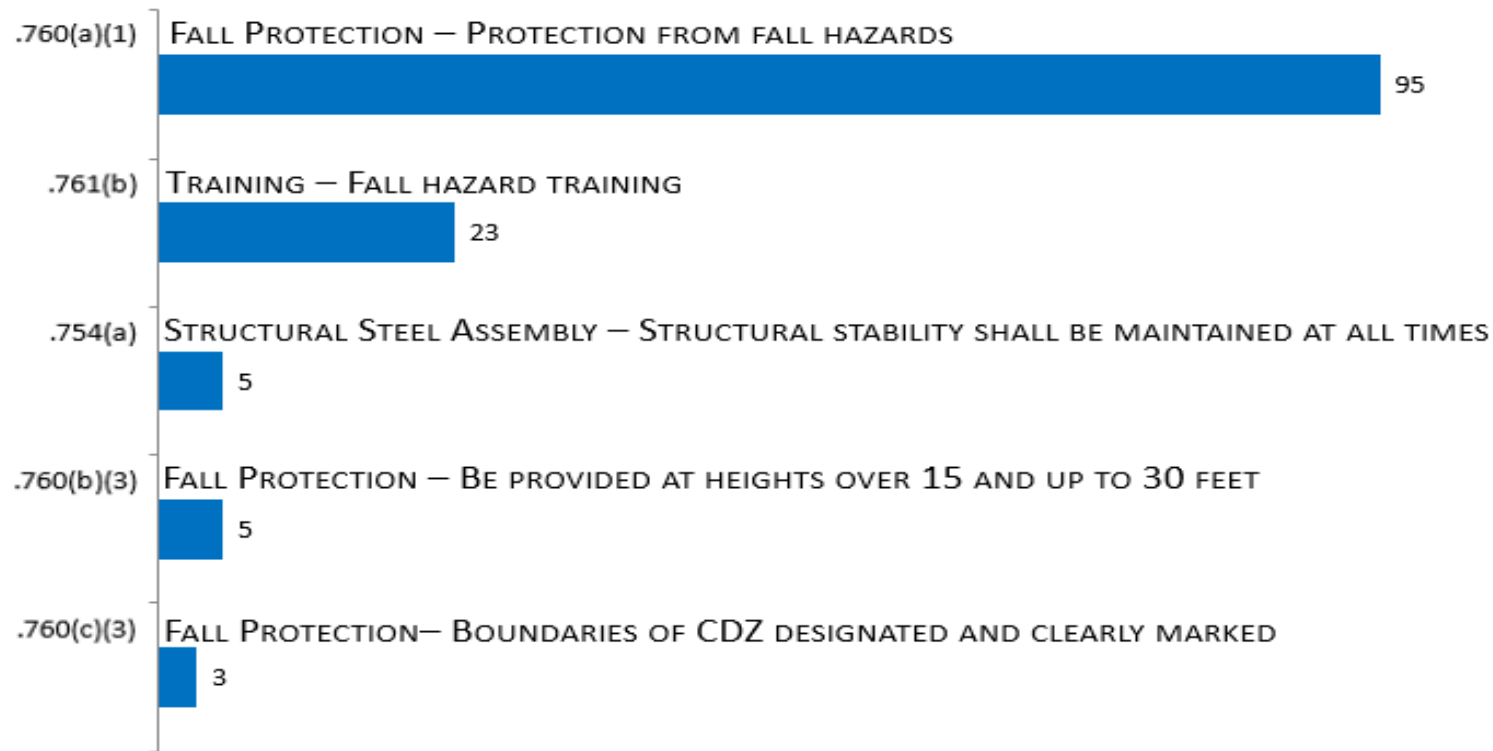 .760(a)(1) Fall Protection – Protection from fall hazards
95
.761(b) Training – Fall hazard training
23
.754(a) Structural Steel Assembly – Structural stability shall be maintained at all times
5
.760(b)(3) Fall Protection – Be provided at heights over 15 and up to 30 feet
5
.760(c)(3) Fall Protection– Boundaries of CDZ designated and clearly marked
3